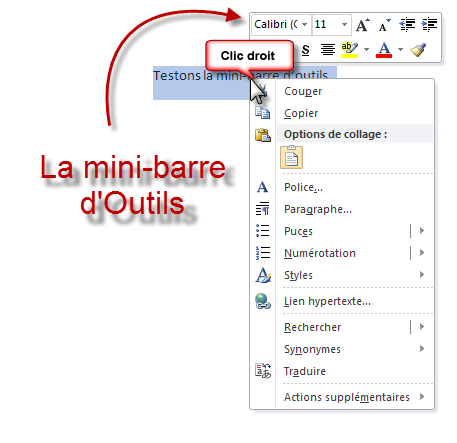 Calibri (C 11 A A
Clic droit
S aby A
Testons la mini-barre d'outils
Couper
Copier
Options de collage :
La mini-barre
d'Outils
A Police...
Paragraphe...
Puces
Numérotation
Styles
Lien hypertexte...
Rechercher
Synonymes
Traduire
Actions supplémentaires